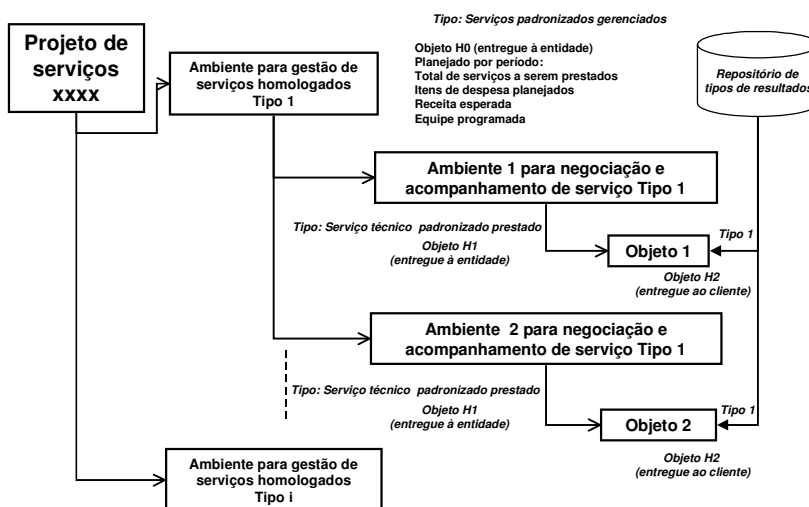 Tipo: Serviços padronizados gerenciados
Projeto de
serviços
xxxx
Ambiente para gestão de
serviços homologados
Tipo 1
Objeto H0 (entregue à entidade)
Planejado por período:
Total de serviços a serem prestados
Itens de despesa planejados
Receita esperada
Equipe programada
Repositório de
tipos de resultados
Ambiente 1 para negociação e
acompanhamento de serviço Tipo 1
Tipo: Serviço técnico padronizado prestado
Objeto H1
(entregue à entidade)
Objeto 1
Tipo 1
Objeto H2
(entregue ao cliente)
Ambiente 2 para negociação e
acompanhamento de serviço Tipo 1
Tipo: Serviço técnico padronizado prestado
Objeto H1
(entregue à entidade)
Objeto 2
Tipo 1
Objeto H2
(entregue ao cliente)
Ambiente para gestão de
serviços homologados
Tipo i